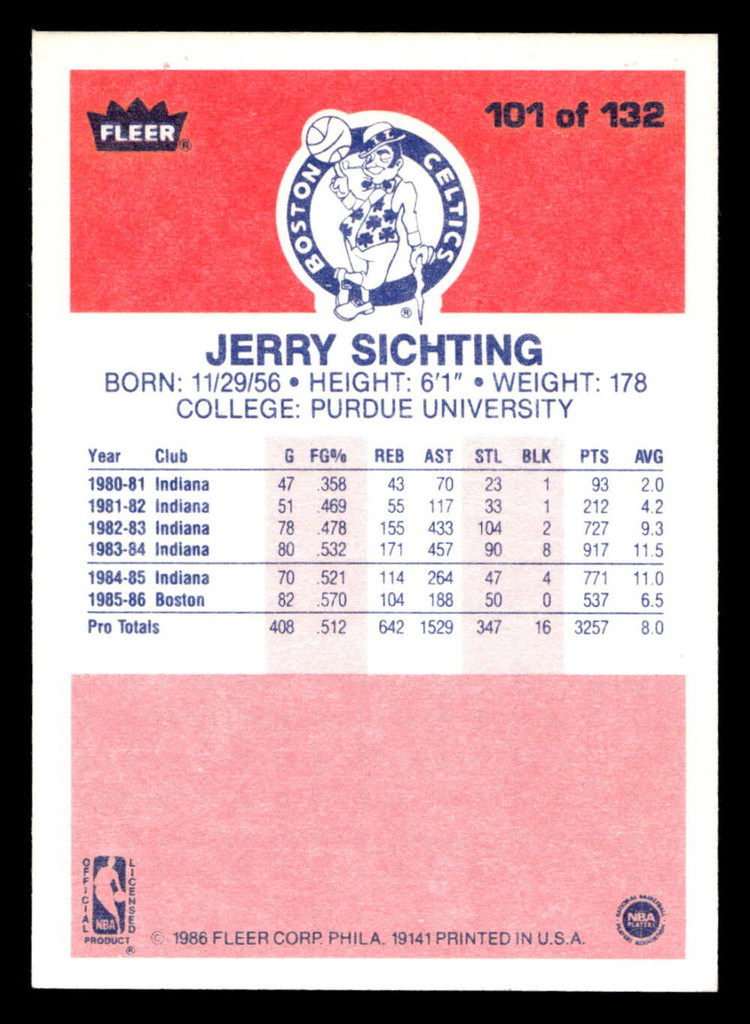 FLEER®
101 of 132
BOSTON CELTICS
®
JERRY SICHTING
BORN: 11/29/56 • HEIGHT: 6'1" • WEIGHT: 178
COLLEGE: PURDUE UNIVERSITY
Year Club G FG% REB AST STL BLK PTS AVG
1980-81 Indiana 47 .358 43 70 23 1 93 2.0
1981-82 Indiana 51 .469 55 117 33 1 212 4.2
1982-83 Indiana 78 .478 155 433 104 2 727 9.3
1983-84 Indiana 80 .532 171 457 90 8 917 11.5
1984-85 Indiana 70 .521 114 264 47 4 771 11.0
1985-86 Boston 82 .570 104 188 50 0 537 6.5
Pro Totals 408 .512 642 1529 347 16 3257 8.0
OFFICIAL LICENSED
NBA
PRODUCT ®
© 1986 FLEER CORP. PHILA. 19141 PRINTED IN U.S.A.
NATIONAL BASKETBALL
NBA
PLAYERS
PLAYERS ASSOCIATION